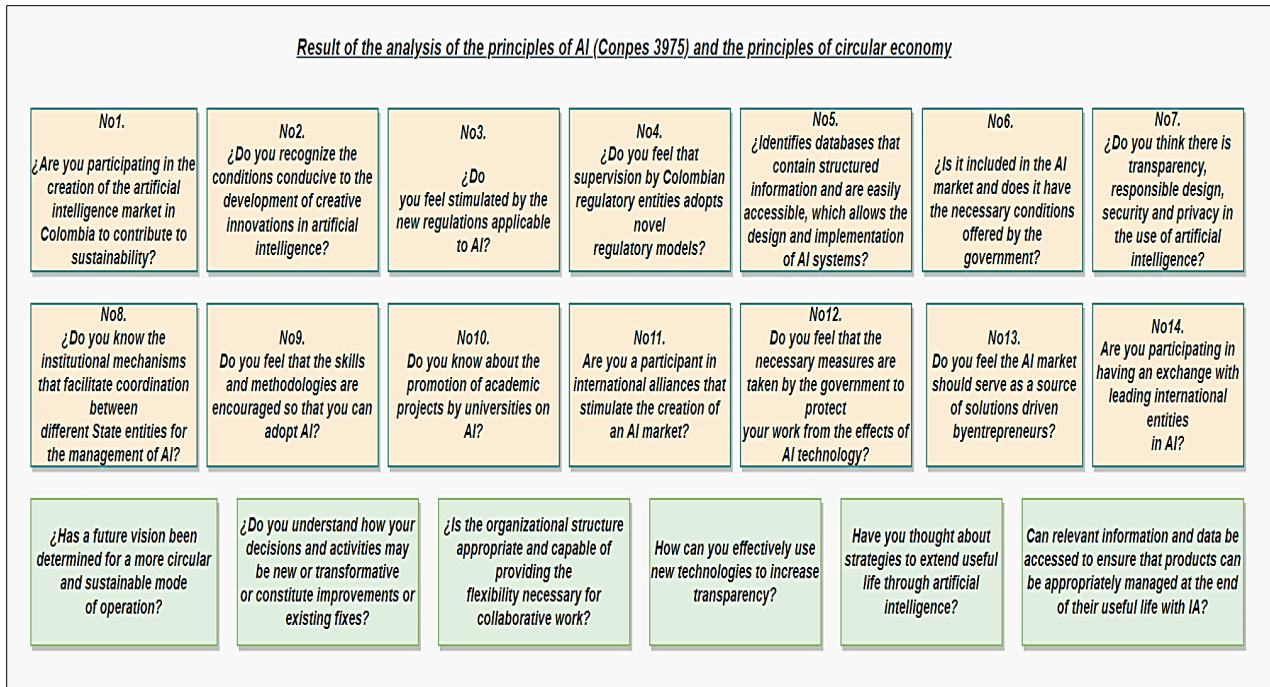 Result of the analysis of the principles of AI (Conpes 3975) and the principles of circular economy
No1.
¿Are you participating in the
creation of the artificial
intelligence market in
Colombia to contribute to
sustainability?
No2.
¿Do you recognize the
conditions conducive to the
development of creative
innovations in artificial
intelligence?
No3.
¿Do
you feel stimulated by the
new regulations applicable
to AI?
No4.
¿Do you feel that
supervision by Colombian
regulatory entities adopts
novel
regulatory models?
No5.
¿Identifies databases that
contain structured
information and are easily
accessible, which allows the
design and implementation
of AI systems?
No6.
¿Is it included in the AI
market and does it have
the necessary conditions
offered by the
government?
No7.
¿Do you think there is
transparency,
responsible design,
security and privacy in
the use of artificial
intelligence?
No8.
¿Do you know the
institutional mechanisms
that facilitate coordination
between
different State entities for
the management of AI?
No9.
Do you feel that the skills
and methodologies are
encouraged so that you can
adopt AI?
No10.
Do you know about the
promotion of academic
projects by universities on
AI?
No11.
Are you a participant in
international alliances that
stimulate the creation of
an AI market?
No12.
Do you feel that the
necessary measures are
taken by the government to
protect
your work from the effects of
AI technology?
No13.
Do you feel the AI market
should serve as a source
of solutions driven
byentrepreneurs?
No14.
Are you participating in
having an exchange with
leading international
entities
in AI?
¿Has a future vision been
determined for a more circular
and sustainable mode
of operation?
¿Do you understand how your
decisions and activities may
be new or transformative
or constitute improvements or
existing fixes?
¿Is the organizational structure
appropriate and capable of
providing the
flexibility necessary for
collaborative work?
How can you effectively use
new technologies to increase
transparency?
Have you thought about
strategies to extend useful
life through artificial
intelligence?
Can relevant information and data be
accessed to ensure that products can
be appropriately managed at the end
of their useful life with IA?